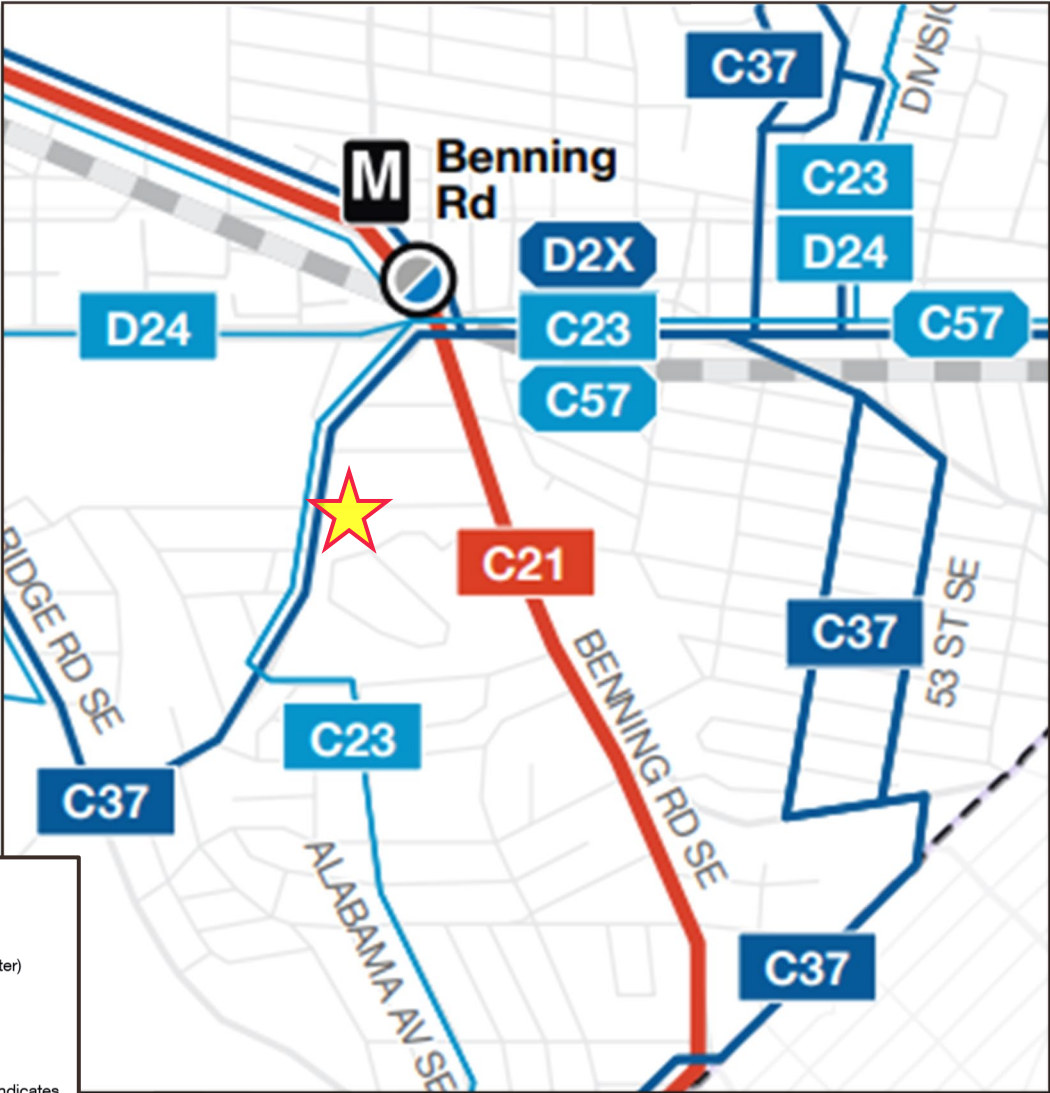 C37
DIVISIO
M
Benning
Rd
C23
D24
D2X
D24
C23
C57
C57
C21
RIDGE RD SE
C37
53 ST SE
BENNING RD SE
C23
C37
ALABAMA AV SE
ter)
C37
ndicates